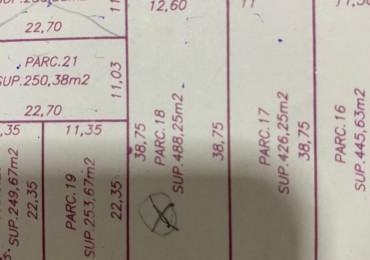 12,60
11
22,70
PARC.21
SUP.250,38m2
11,03
22,70
,35
11,35
SUP.249,67m2
22,35
PARC.19
SUP.253,67m2
22,35
38,75
PARC.18
SUP.488,25m2
38,75
PARC.17
SUP.426,25m2
38,75
PARC.16
SUP.445,63m2